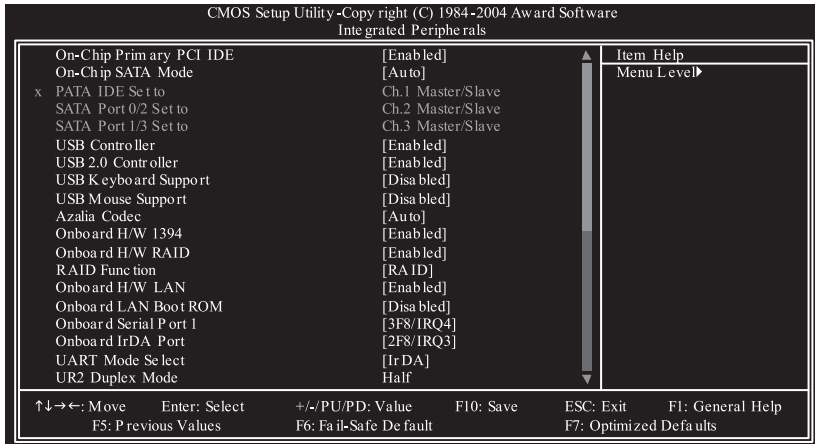 CMOS Setup Utility-Copy right (C) 1984-2004 Award Software
Integrated Peripherals
On-Chip Primary PCI IDE [Enabled] Item Help
On-Chip SATA Mode [Auto] Menu Level
x PATA IDE Set to Ch.1 Master/Slave
SATA Port 0/2 Set to Ch.2 Master/Slave
SATA Port 1/3 Set to Ch.3 Master/Slave
USB Controller [Enabled]
USB 2.0 Controller [Enabled]
USB Keyboard Support [Disabled]
USB Mouse Support [Disabled]
Azalia Codec [Auto]
Onboard H/W 1394 [Enabled]
Onboard H/W RAID [Enabled]
RAID Function [RAID]
Onboard H/W LAN [Enabled]
Onboard LAN Boot ROM [Disabled]
Onboard Serial Port 1 [3F8/IRQ4]
Onboard IrDA Port [2F8/IRQ3]
UART Mode Select [IrDA]
UR2 Duplex Mode Half
↑↓→←: Move Enter: Select +/-/PU/PD: Value F10: Save ESC: Exit F1: General Help
F5: Previous Values F6: Fail-Safe Default F7: Optimized Defaults